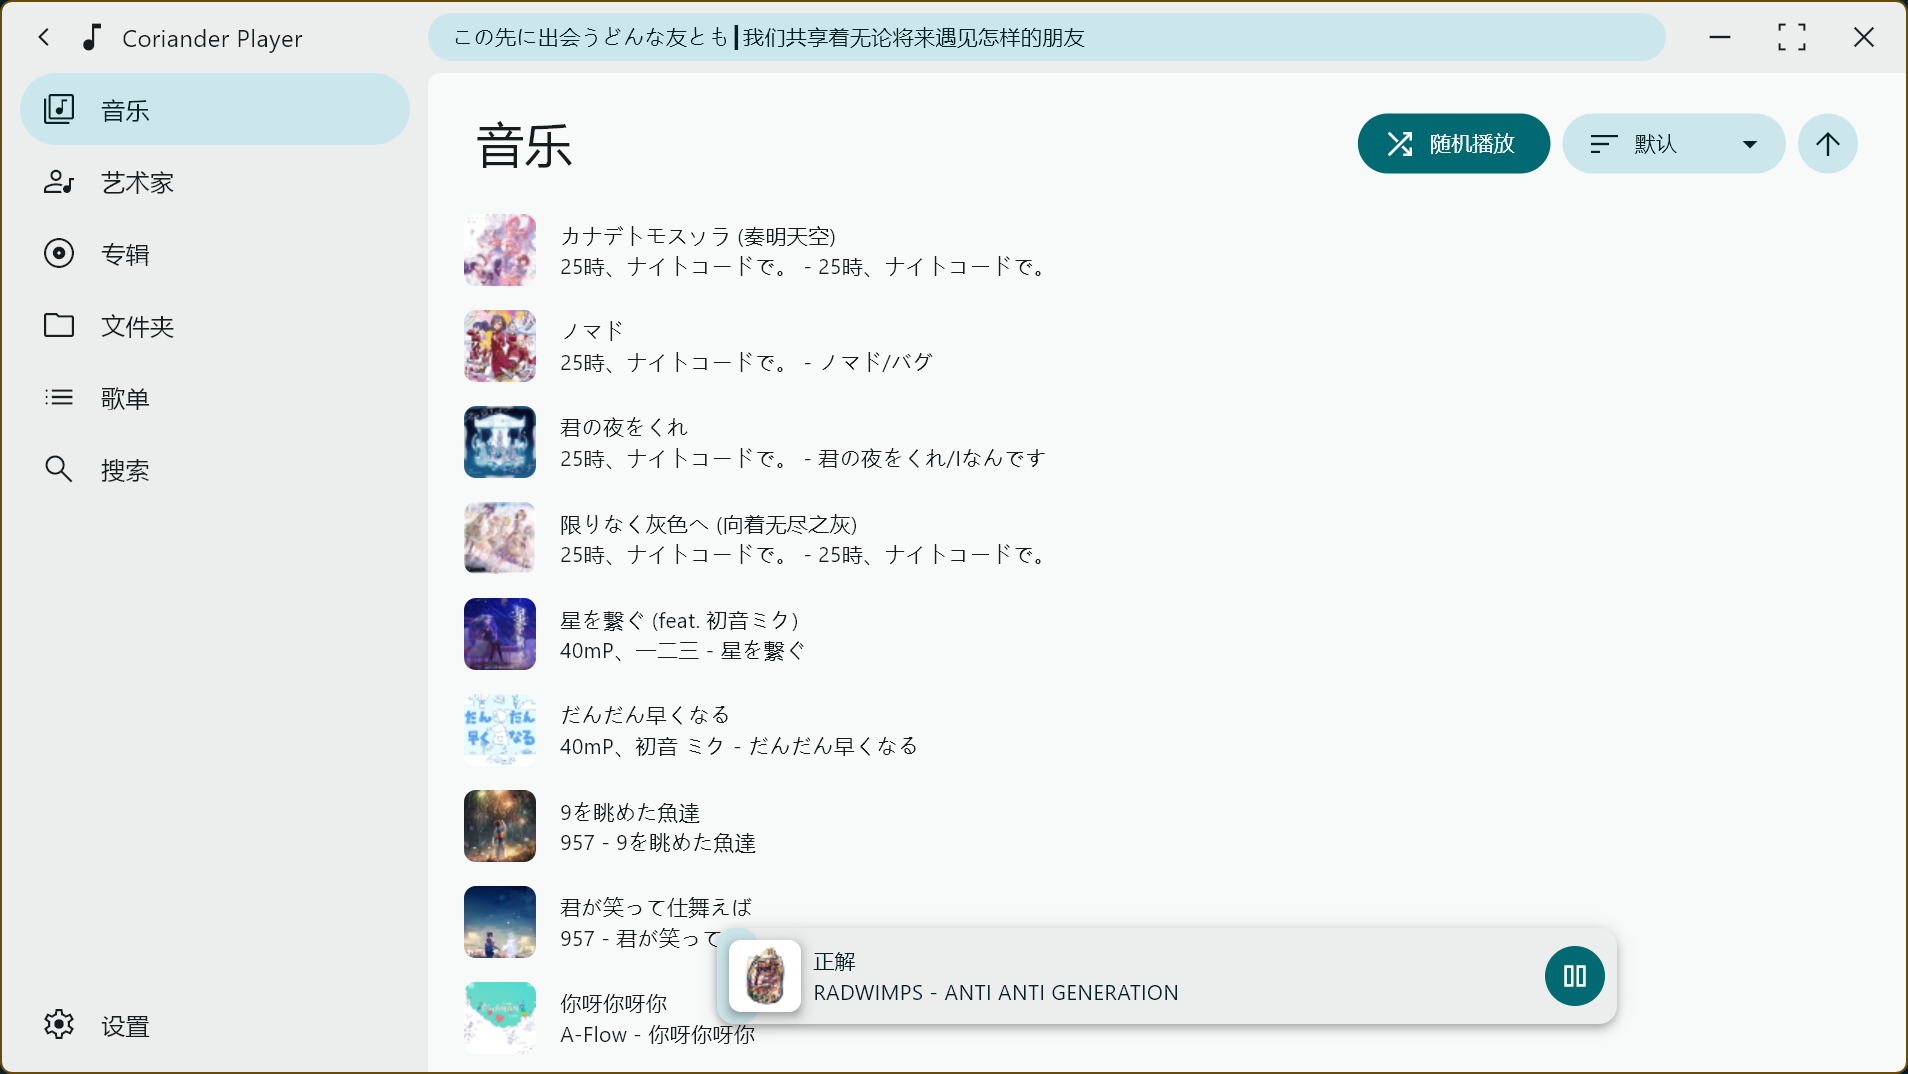 Coriander Player
この先に出会うどんな友とも┃我们共享着无论将来遇见怎样的朋友
音乐
艺术家
专辑
文件夹
歌单
搜索
设置
音乐
随机播放
默认
カナデトモスソラ (奏明天空)
25時、ナイトコードで。 - 25時、ナイトコードで。
ノマド
25時、ナイトコードで。 - ノマド/バグ
君の夜をくれ
25時、ナイトコードで。 - 君の夜をくれ/Iなんです
限りなく灰色へ (向着无尽之灰)
25時、ナイトコードで。 - 25時、ナイトコードで。
星を繋ぐ (feat. 初音ミク)
40mP、一二三 - 星を繋ぐ
だんだん早くなる
40mP、初音 ミク - だんだん早くなる
だんだん
早くなる
9を眺めた魚達
957 - 9を眺めた魚達
君が笑って仕舞えば
957 - 君が笑って
你呀你呀你
A-Flow - 你呀你呀你
正解
RADWIMPS - ANTI ANTI GENERATION